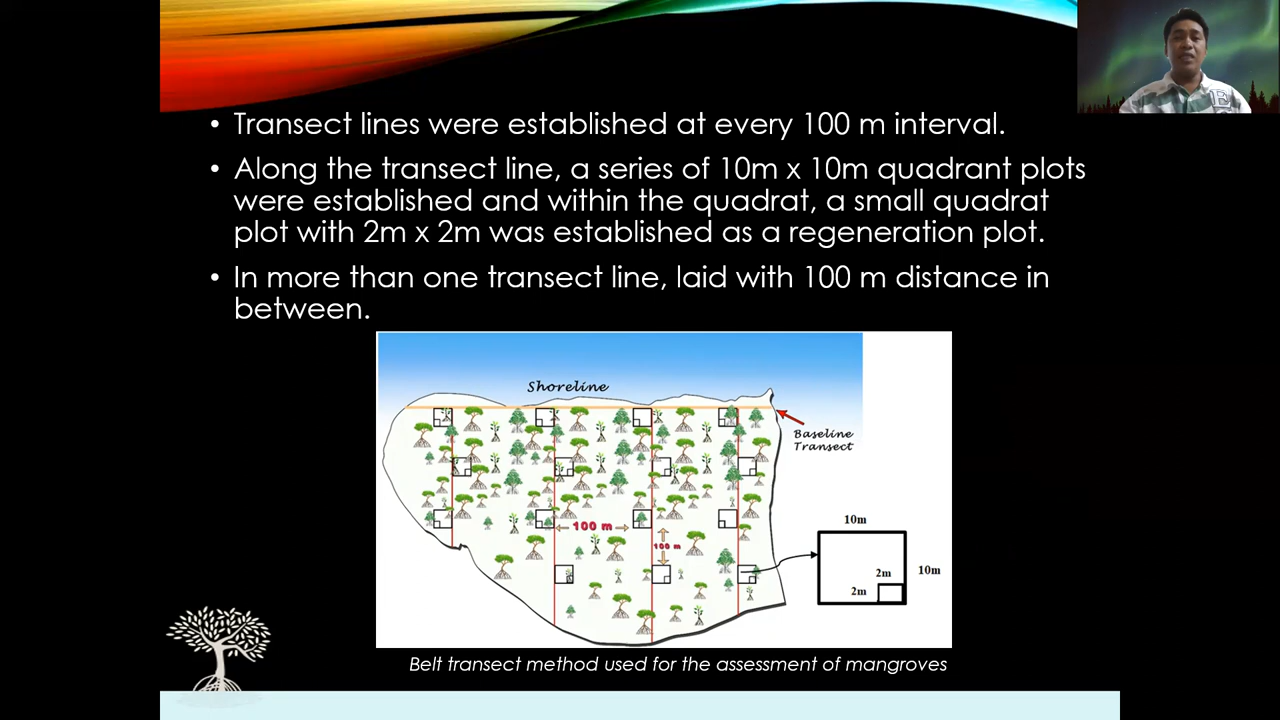 • Transect lines were established at every 100 m interval.
• Along the transect line, a series of 10m x 10m quadrant plots
were established and within the quadrat, a small quadrat
plot with 2m x 2m was established as a regeneration plot.
• In more than one transect line, laid with 100 m distance in
between.
Shoreline
Baseline
Transect
100 m
100 m
10m
10m
2m
2m
Belt transect method used for the assessment of mangroves
E